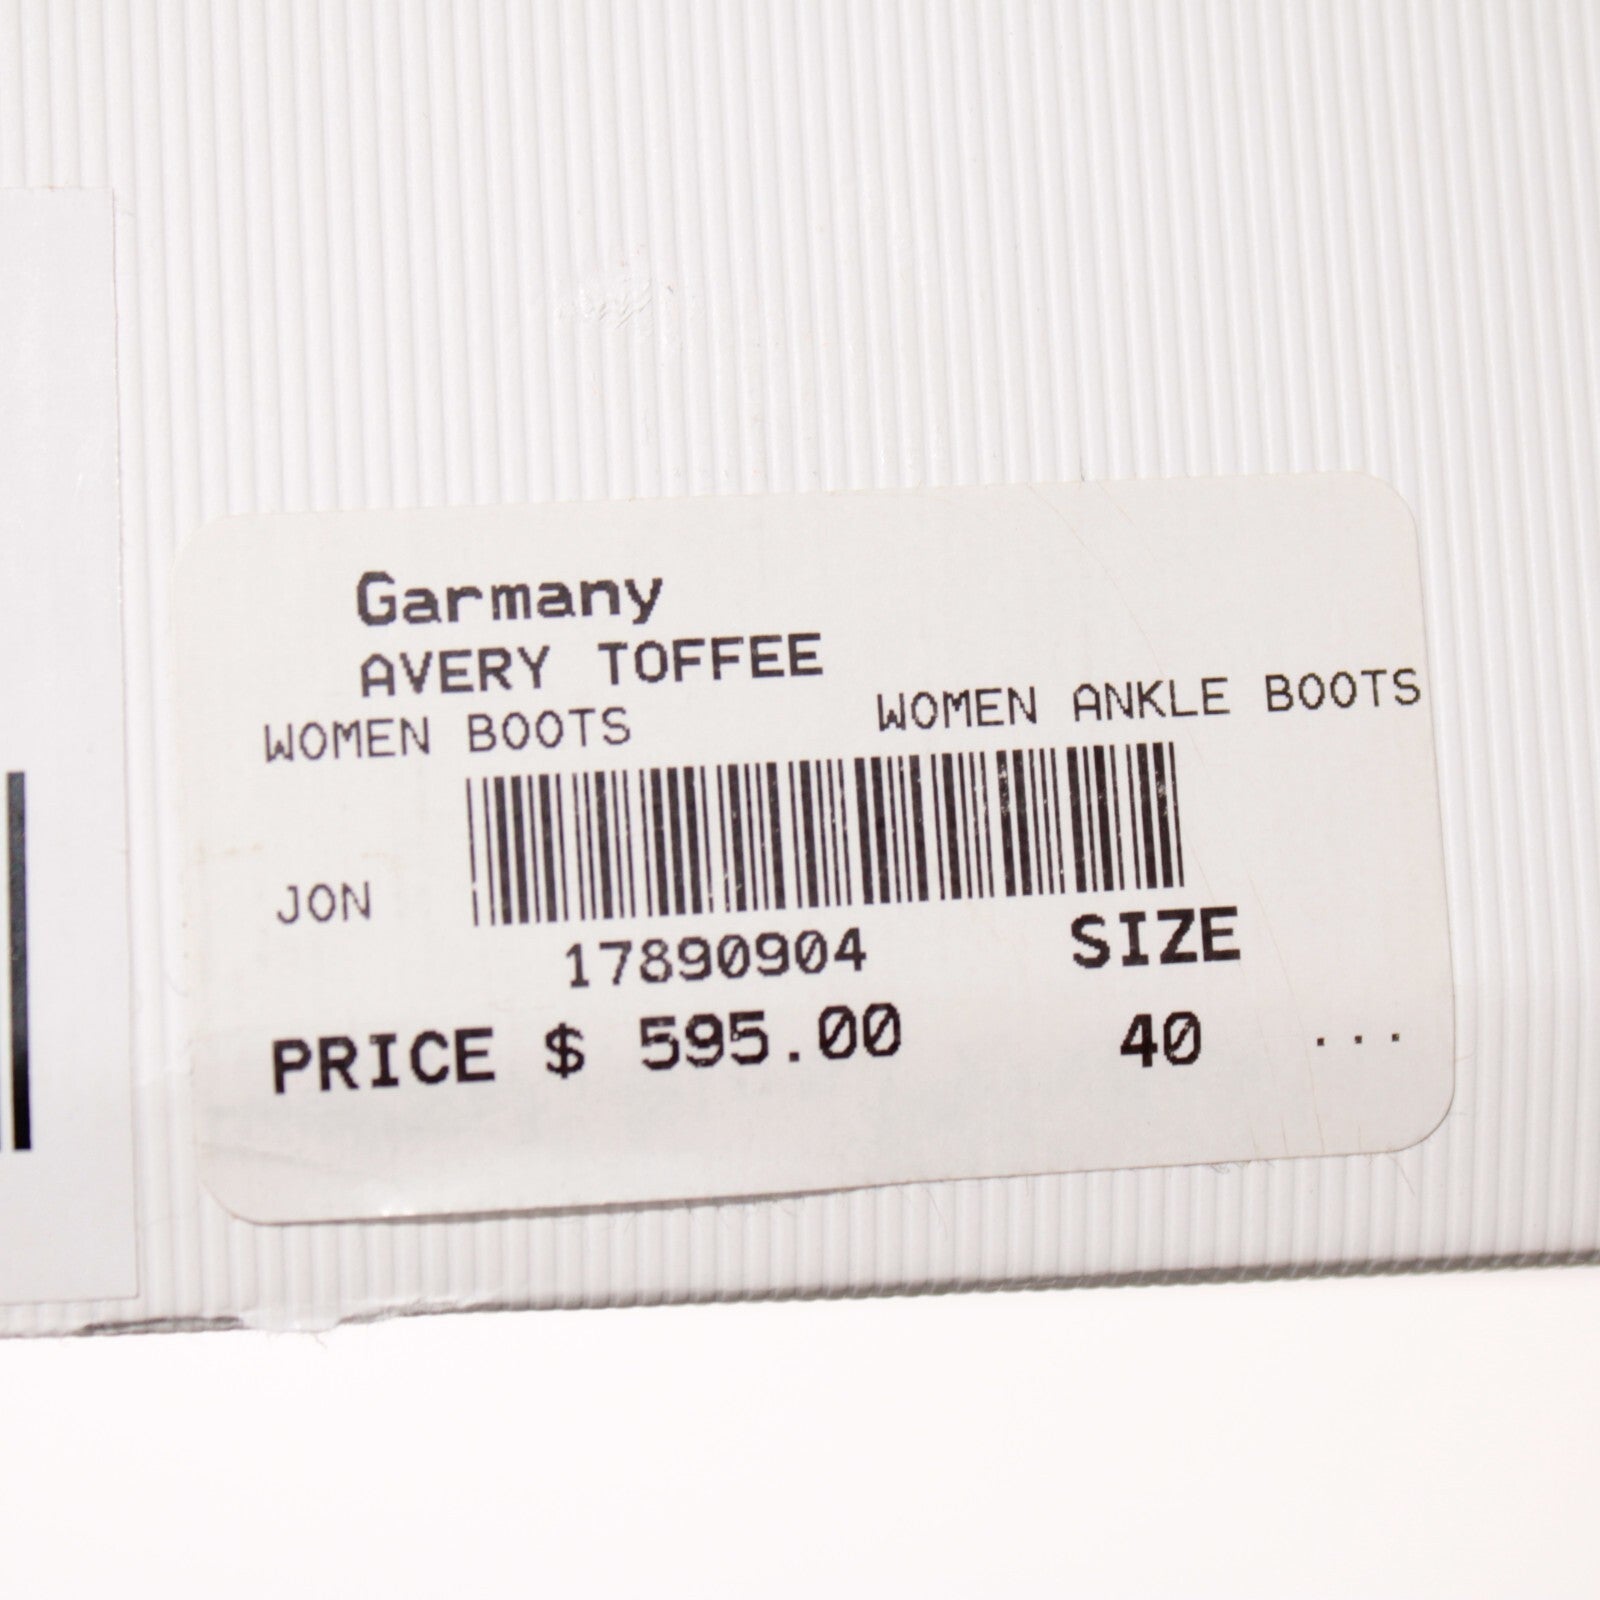 Garmany
AVERY TOFFEE
WOMEN BOOTS WOMEN ANKLE BOOTS
JON
17890904 SIZE
PRICE $ 595.00 40 ...